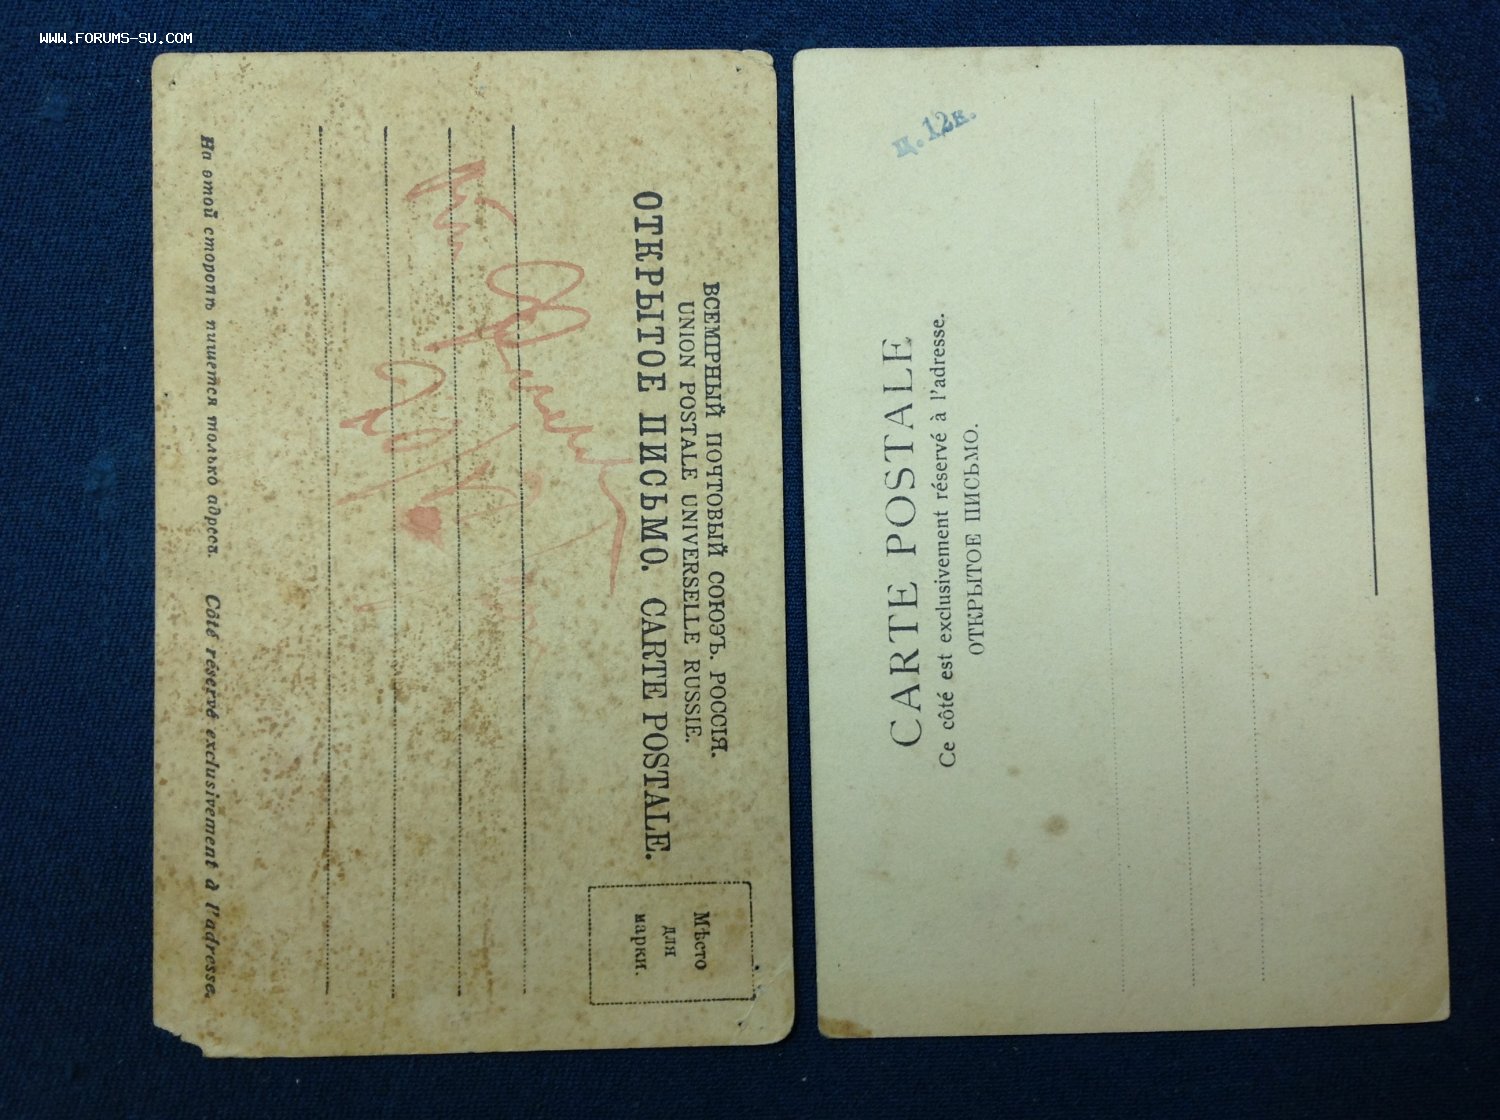 WWW.FORUMS-SU.COM
ВСЕМІРНЫЙ ПОЧТОВЫЙ СОЮЗЪ. РОССІЯ.
UNION POSTALE UNIVERSELLE RUSSIE.
ОТКРЫТОЕ ПИСЬМО. CARTE POSTALE.
Мѣсто
для
марки.
На этой сторонѣ пишется только адресъ. Côté réservé exclusivement à l'adresse.
ц. 12к.
CARTE POSTALE
Ce côté est exclusivement réservé à l'adresse.
ОТКРЫТОЕ ПИСЬМО.